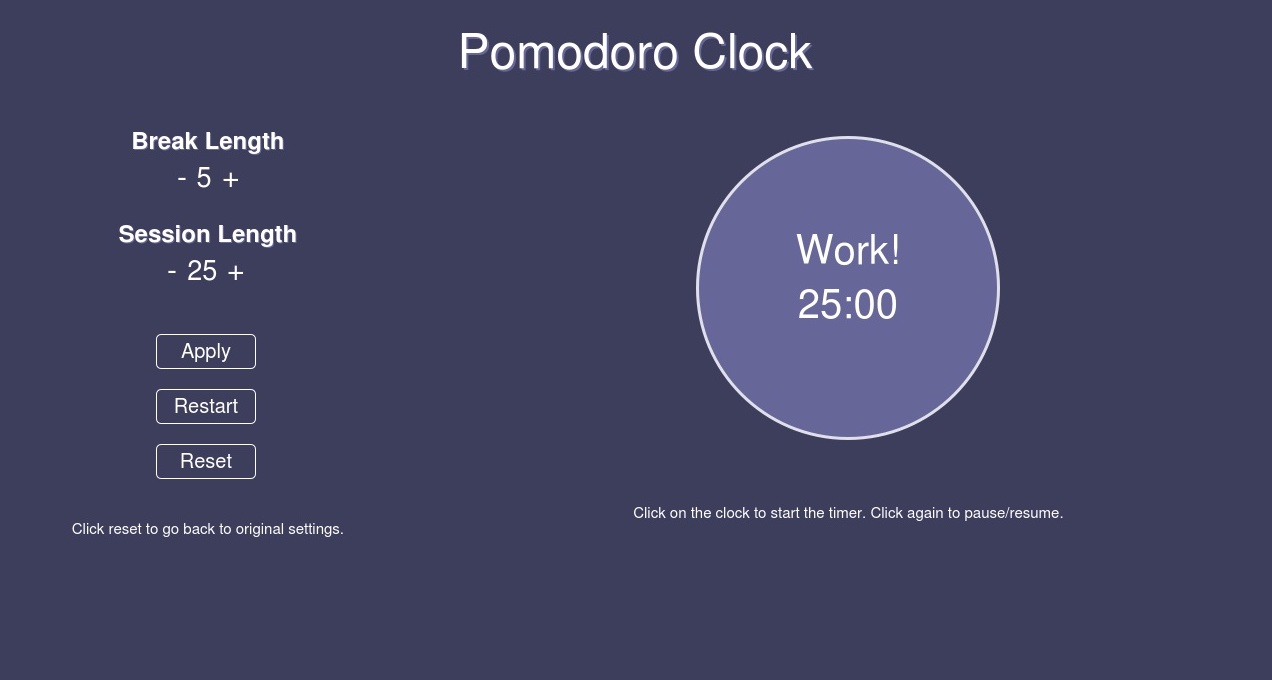 Pomodoro Clock
Break Length
- 5 +
Session Length
- 25 +
Apply
Restart
Reset
Click reset to go back to original settings.
Work!
25:00
Click on the clock to start the timer. Click again to pause/resume.